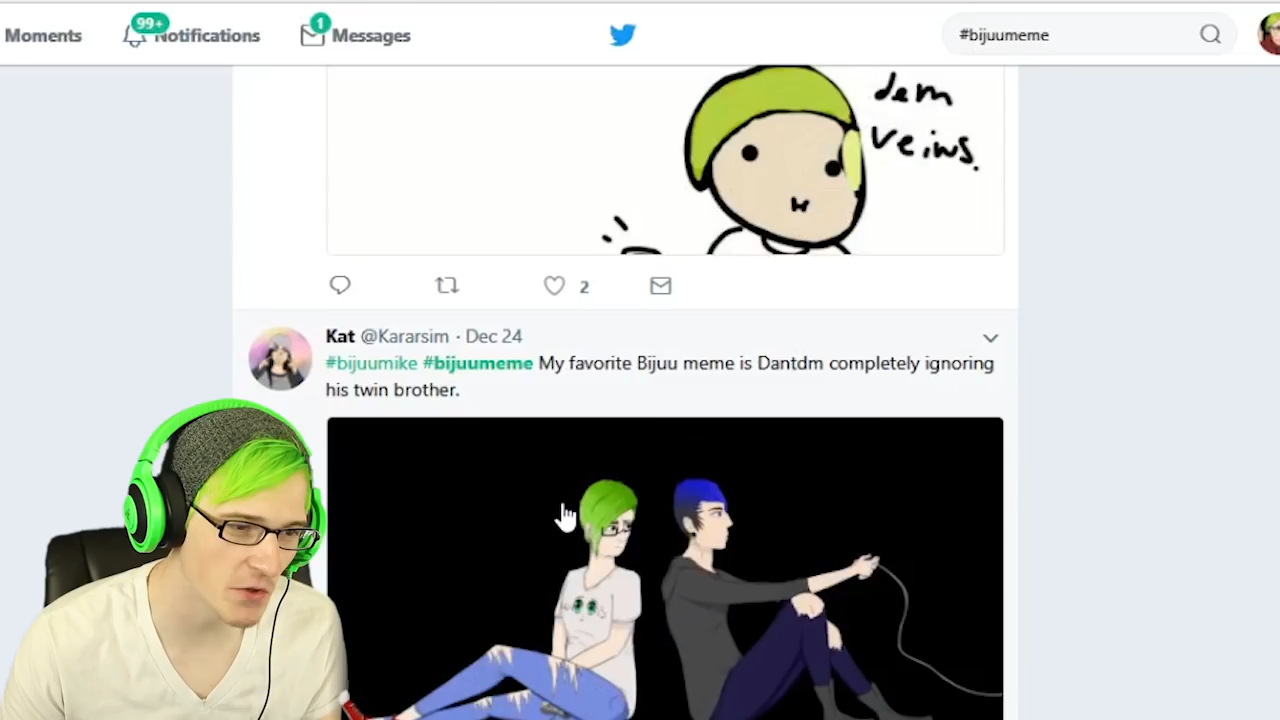 Moments 99+ Notifications 1 Messages #bijuumeme
dem
veins.
2
Kat @Kararsim · Dec 24
#bijuumike #bijuumeme My favorite Bijuu meme is Dantdm completely ignoring
his twin brother.